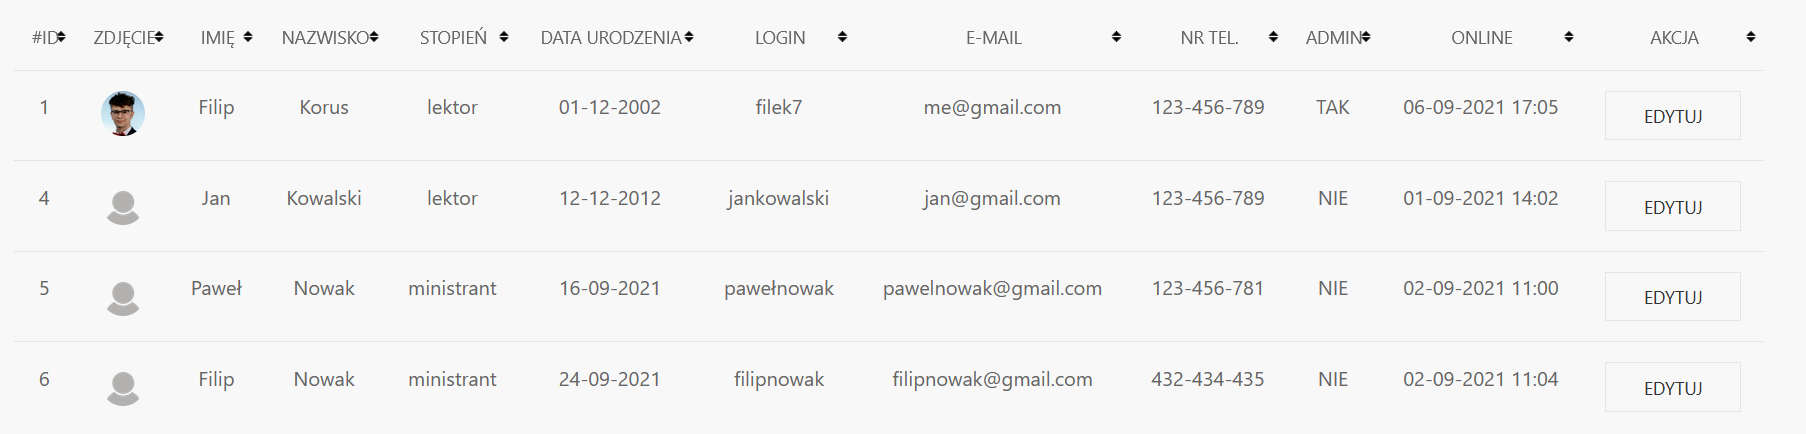 #ID ZDJĘCIE IMIĘ NAZWISKO STOPIEŃ DATA URODZENIA LOGIN E-MAIL NR TEL. ADMIN ONLINE AKCJA
1 Filip Korus lektor 01-12-2002 filek7 me@gmail.com 123-456-789 TAK 06-09-2021 17:05 EDYTUJ
4 Jan Kowalski lektor 12-12-2012 jankowalski jan@gmail.com 123-456-789 NIE 01-09-2021 14:02 EDYTUJ
5 Paweł Nowak ministrant 16-09-2021 pawełnowak pawelnowak@gmail.com 123-456-781 NIE 02-09-2021 11:00 EDYTUJ
6 Filip Nowak ministrant 24-09-2021 filipnowak filipnowak@gmail.com 432-434-435 NIE 02-09-2021 11:04 EDYTUJ